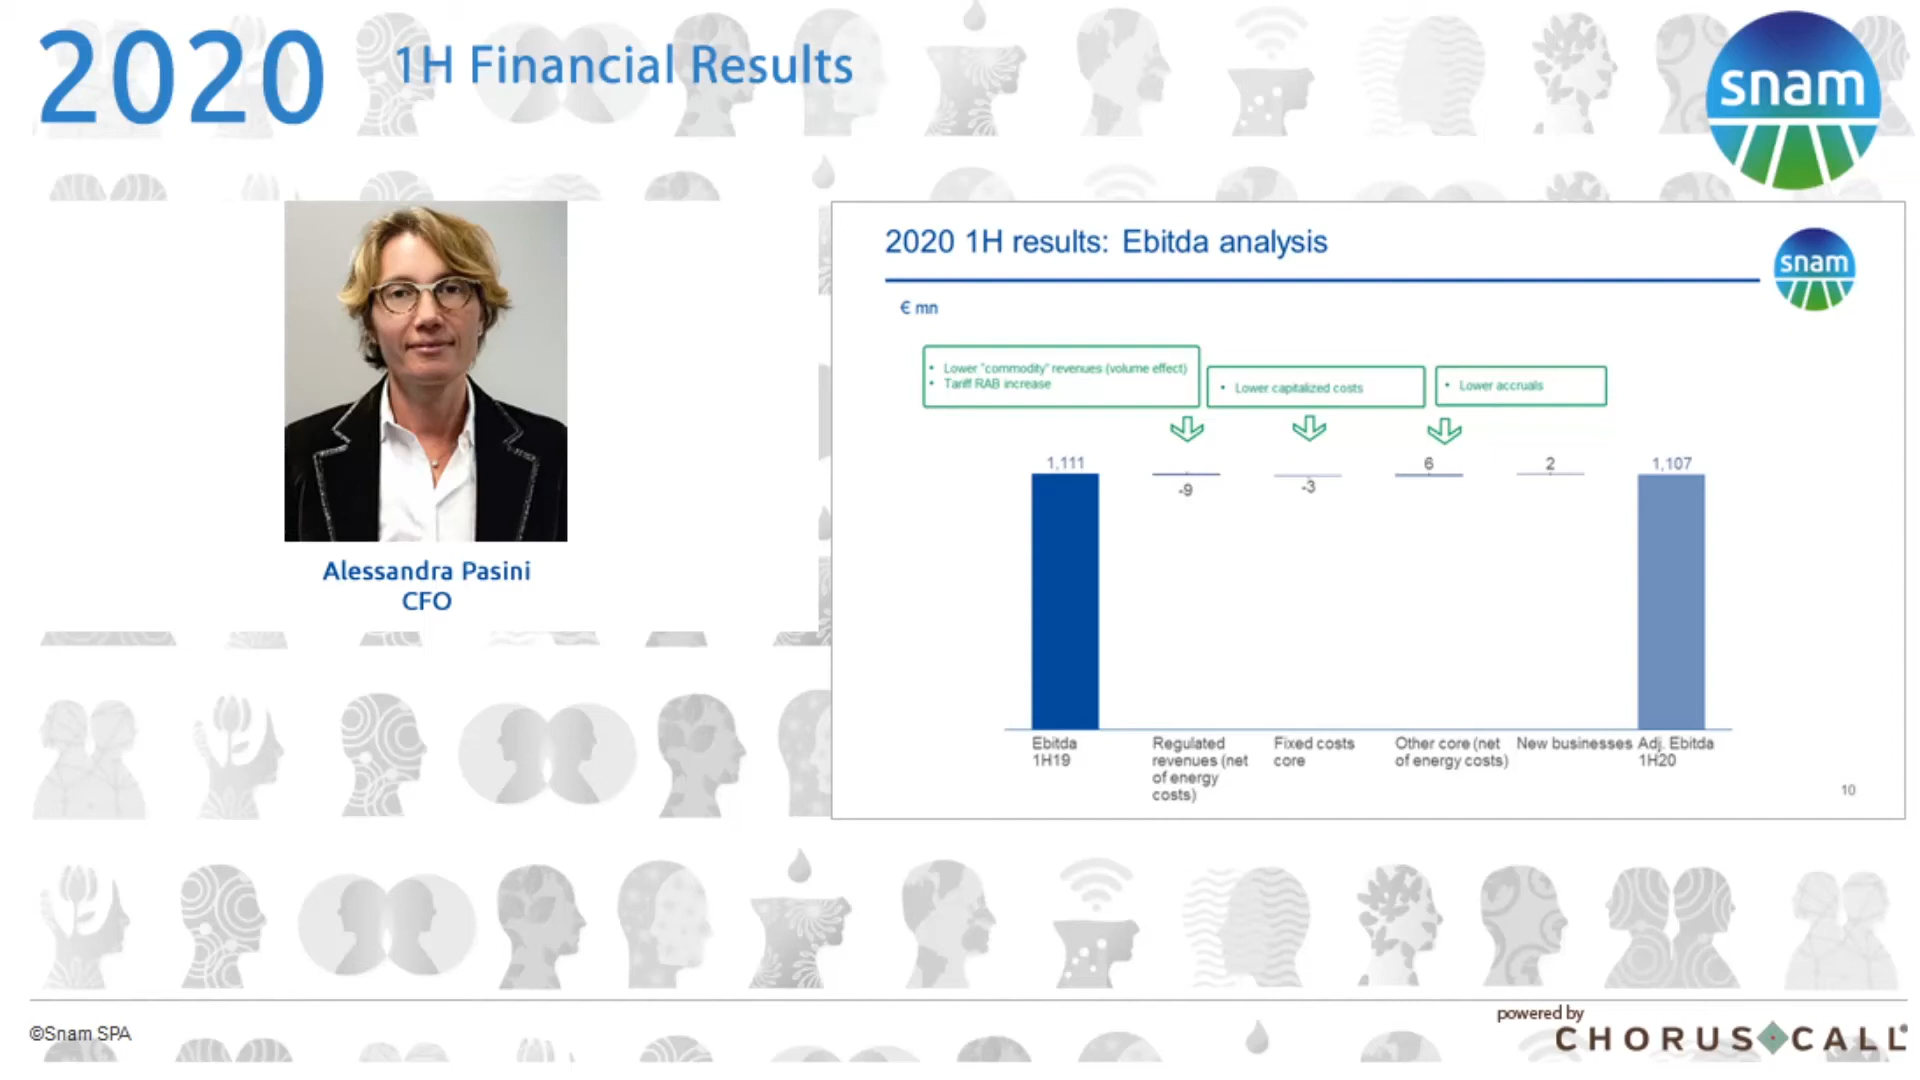 2020
1H Financial Results
snam
Alessandra Pasini
CFO
2020 1H results: Ebitda analysis
snam
€ mn
• Lower "commodity" revenues (volume effect)
• Tariff RAB increase
• Lower capitalized costs
• Lower accruals
1,111
-9
-3
6
2
1,107
Ebitda
1H19
Regulated
revenues (net
of energy
costs)
Fixed costs
core
Other core (net
of energy costs)
New businesses
Adj. Ebitda
1H20
10
©Snam SPA
powered by
CHORUS CALL®